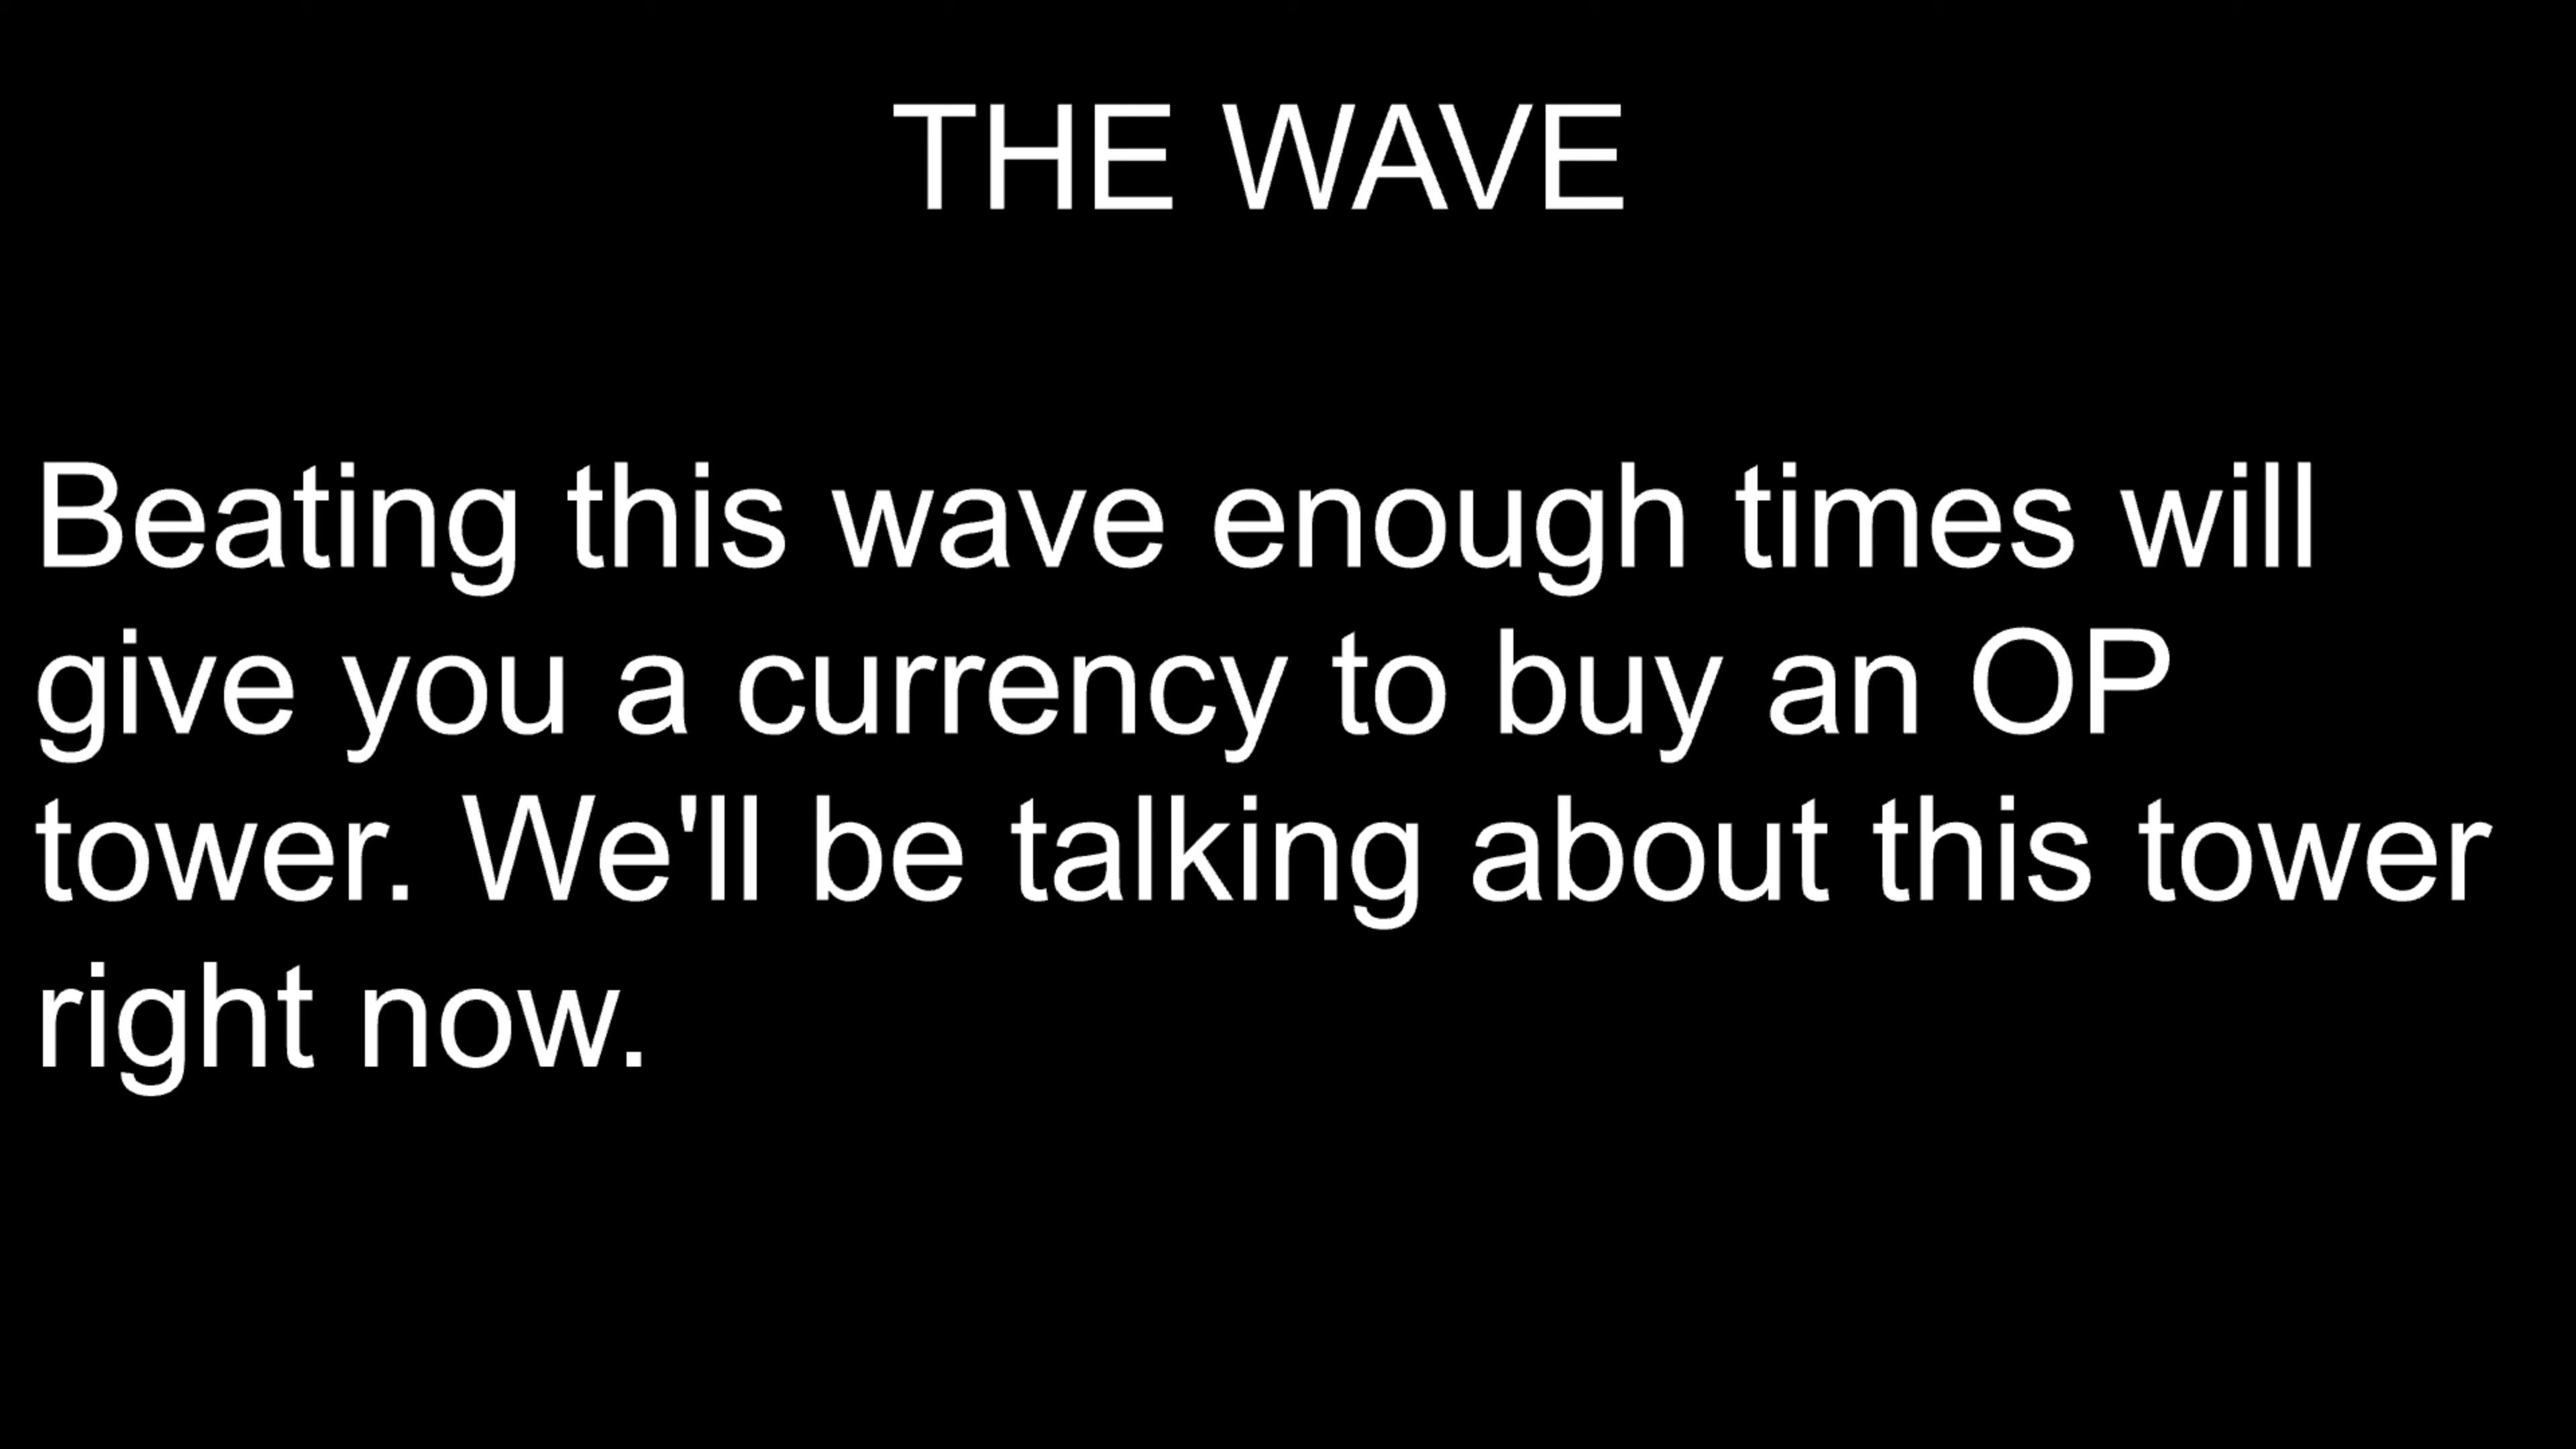 THE WAVE
Beating this wave enough times will
give you a currency to buy an OP
tower. We'll be talking about this tower
right now.